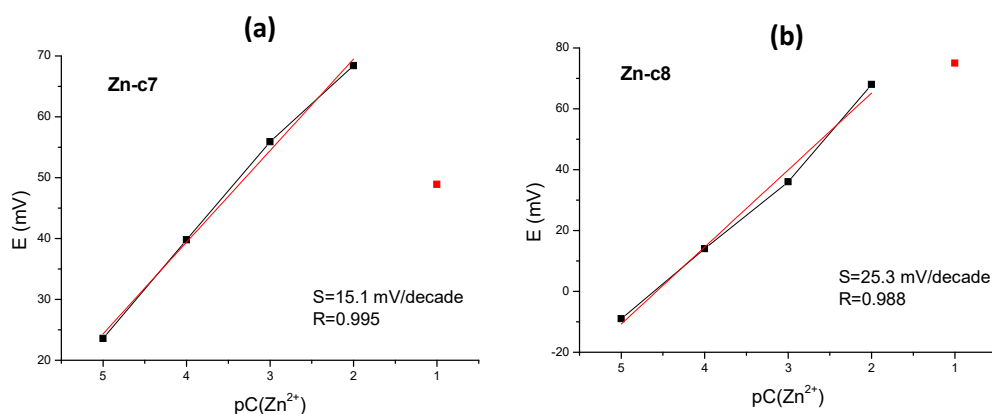 (a)
Zn-c7
E (mV)
70
60
50
40
30
20
5 4 3 2 1
pC(Zn²⁺)
S=15.1 mV/decade
R=0.995
(b)
Zn-c8
E (mV)
80
60
40
20
0
-20
5 4 3 2 1
pC(Zn²⁺)
S=25.3 mV/decade
R=0.988